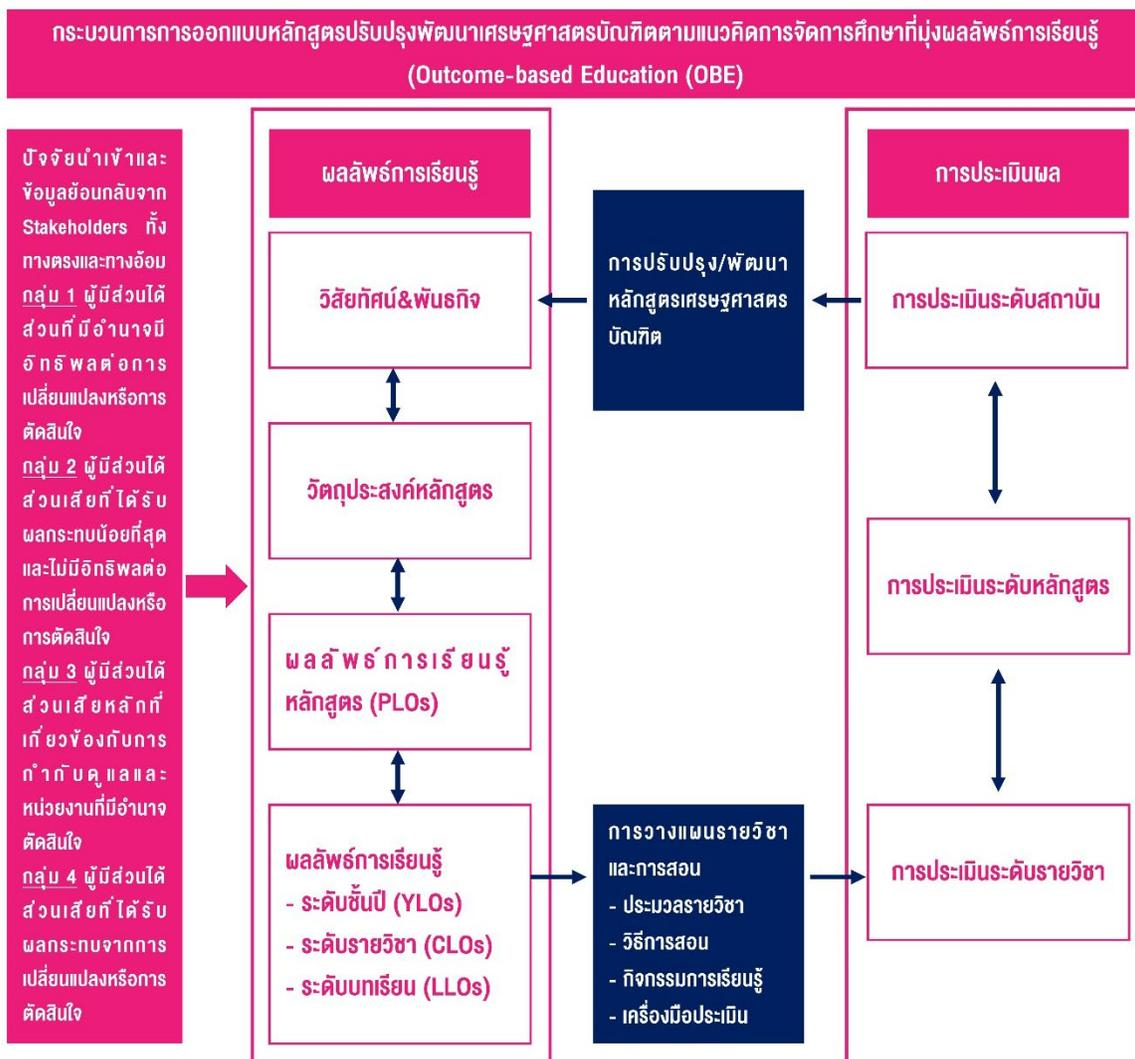 กระบวนการการออกแบบหลักสูตรปรับปรุงพัฒนาเศรษฐศาสตรบัณฑิตตามแนวคิดการจัดการศึกษาที่มุ่งผลลัพธ์การเรียนรู้
(Outcome-based Education (OBE)
ปัจจัยนำเข้าและ
ข้อมูลย้อนกลับจาก
Stakeholders ทั้ง
ทางตรงและทางอ้อม
กลุ่ม 1 ผู้มีส่วนได้
ส่วนที่มีอำนาจมี
อิทธิพลต่อการ
เปลี่ยนแปลงหรือการ
ตัดสินใจ
กลุ่ม 2 ผู้มีส่วนได้
ส่วนเสียที่ได้รับ
ผลกระทบน้อยที่สุด
และไม่มีอิทธิพลต่อ
การเปลี่ยนแปลงหรือ
การตัดสินใจ
กลุ่ม 3 ผู้มีส่วนได้
ส่วนเสียหลักที่
เกี่ยวข้องกับการ
กำกับดูแลและ
หน่วยงานที่มีอำนาจ
ตัดสินใจ
กลุ่ม 4 ผู้มีส่วนได้
ส่วนเสียที่ได้รับ
ผลกระทบจากการ
เปลี่ยนแปลงหรือการ
ตัดสินใจ
ผลลัพธ์การเรียนรู้
วิสัยทัศน์&พันธกิจ
วัตถุประสงค์หลักสูตร
ผลลัพธ์การเรียนรู้
หลักสูตร (PLOs)
ผลลัพธ์การเรียนรู้
- ระดับชั้นปี (YLOs)
- ระดับรายวิชา (CLOs)
- ระดับบทเรียน (LLOs)
การปรับปรุง/พัฒนา
หลักสูตรเศรษฐศาสตร
บัณฑิต
การวางแผนรายวิชา
และการสอน
- ประมวลรายวิชา
- วิธีการสอน
- กิจกรรมการเรียนรู้
- เครื่องมือประเมิน
การประเมินผล
การประเมินระดับสถาบัน
การประเมินระดับหลักสูตร
การประเมินระดับรายวิชา